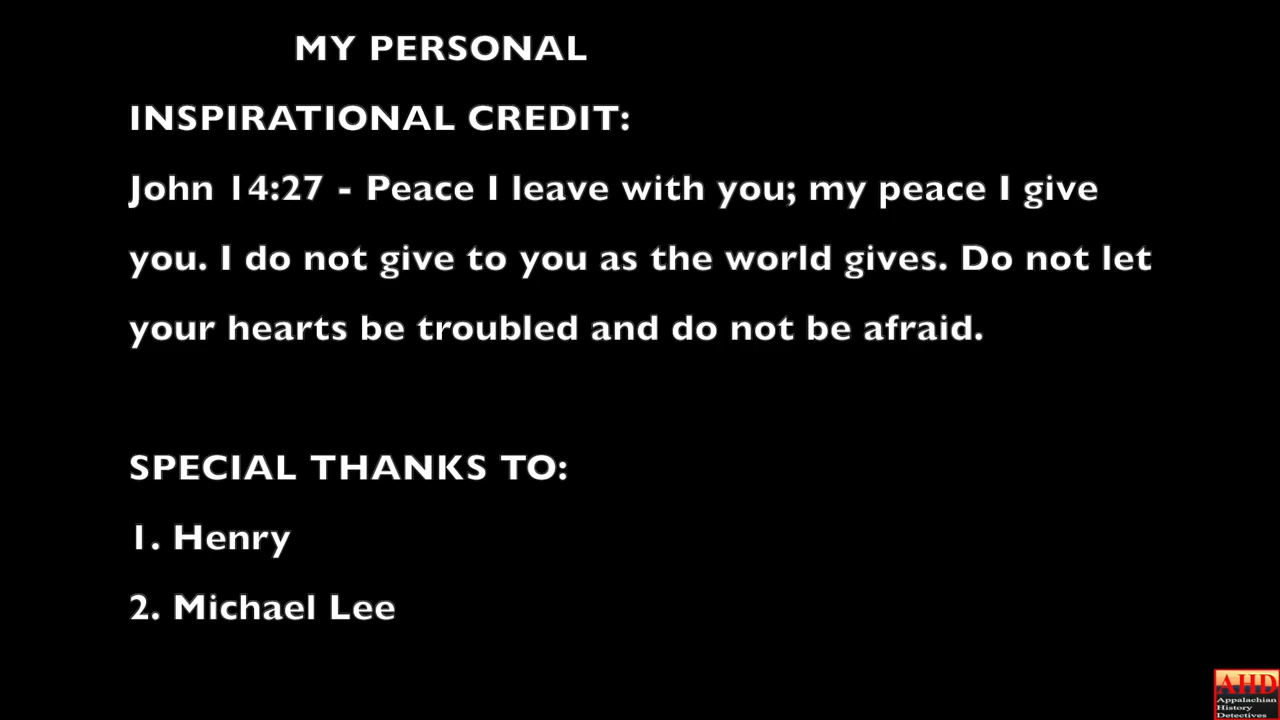 MY PERSONAL
INSPIRATIONAL CREDIT:
John 14:27 - Peace I leave with you; my peace I give
you. I do not give to you as the world gives. Do not let
your hearts be troubled and do not be afraid.
SPECIAL THANKS TO:
1. Henry
2. Michael Lee
AHD
Appalachian
History
Detectives